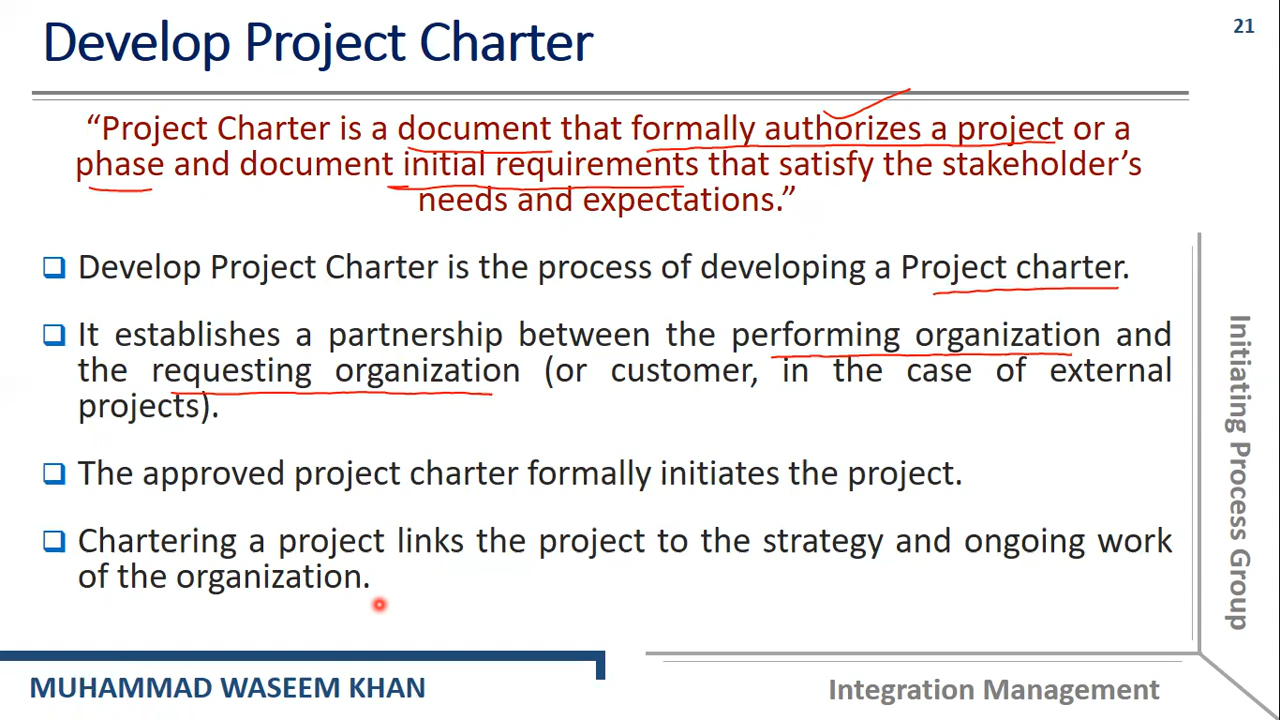 Develop Project Charter
21
“Project Charter is a document that formally authorizes a project or a
phase and document initial requirements that satisfy the stakeholder’s
needs and expectations.”
Develop Project Charter is the process of developing a Project charter.
It establishes a partnership between the performing organization and
the requesting organization (or customer, in the case of external
projects).
The approved project charter formally initiates the project.
Chartering a project links the project to the strategy and ongoing work
of the organization.
Initiating Process Group
MUHAMMAD WASEEM KHAN
Integration Management